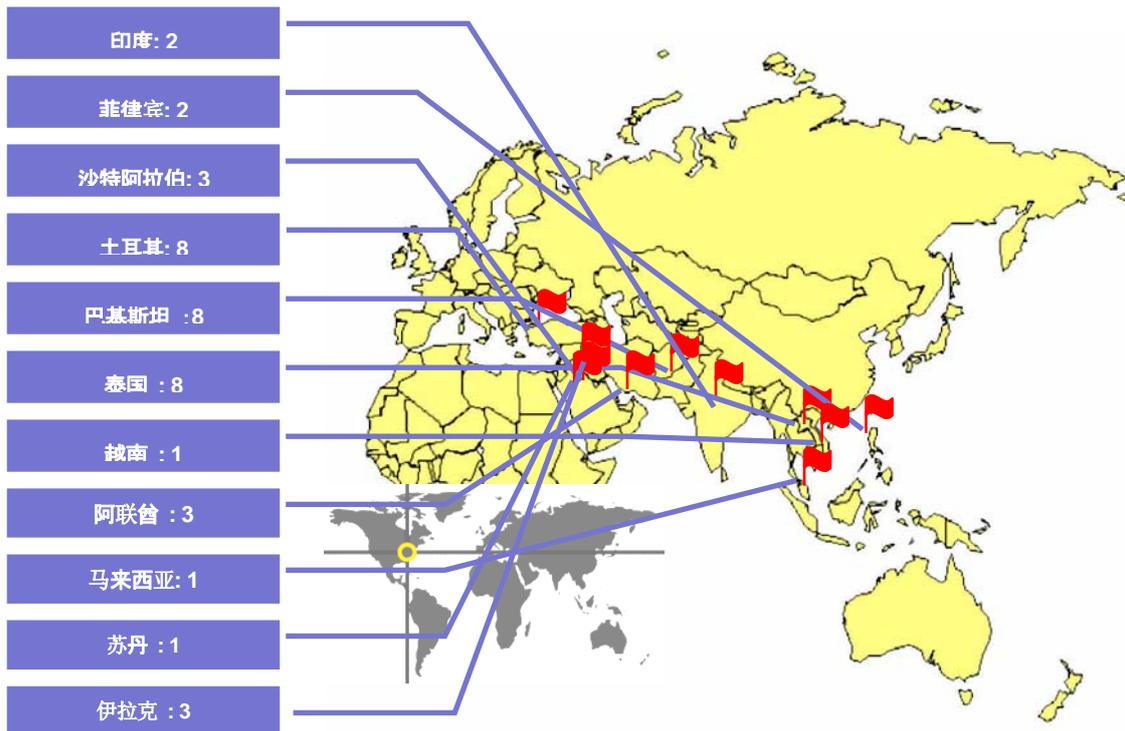 印度: 2
菲律宾: 2
沙特阿拉伯: 3
土耳其: 8
巴基斯坦 :8
泰国 : 8
越南 : 1
阿联酋 : 3
马来西亚: 1
苏丹 : 1
伊拉克 : 3